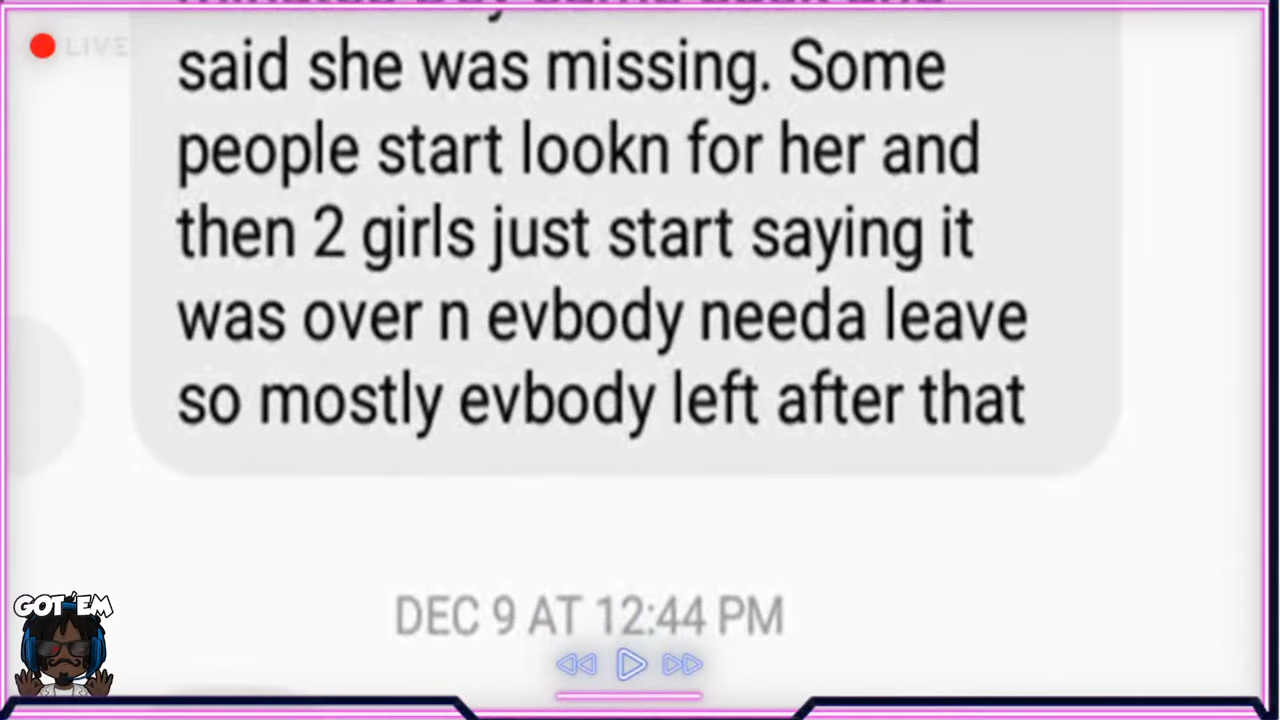 LIVE
said she was missing. Some
people start lookn for her and
then 2 girls just start saying it
was over n evbody needa leave
so mostly evbody left after that
DEC 9 AT 12:44 PM
GOT 'EM